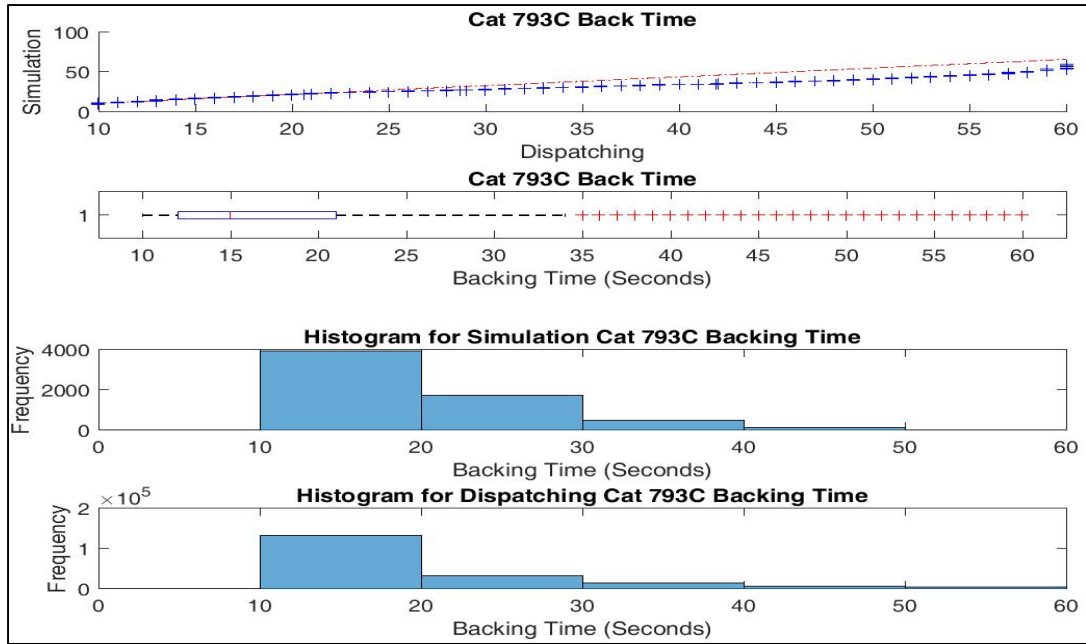 Cat 793C Back Time
Simulation
100
50
0
10 15 20 25 30 35 40 45 50 55 60
Dispatching
Cat 793C Back Time
1
10 15 20 25 30 35 40 45 50 55 60
Backing Time (Seconds)
Histogram for Simulation Cat 793C Backing Time
Frequency
4000
2000
0
0 10 20 30 40 50 60
Backing Time (Seconds)
Histogram for Dispatching Cat 793C Backing Time
×10^5
Frequency
2
1
0
0 10 20 30 40 50 60
Backing Time (Seconds)